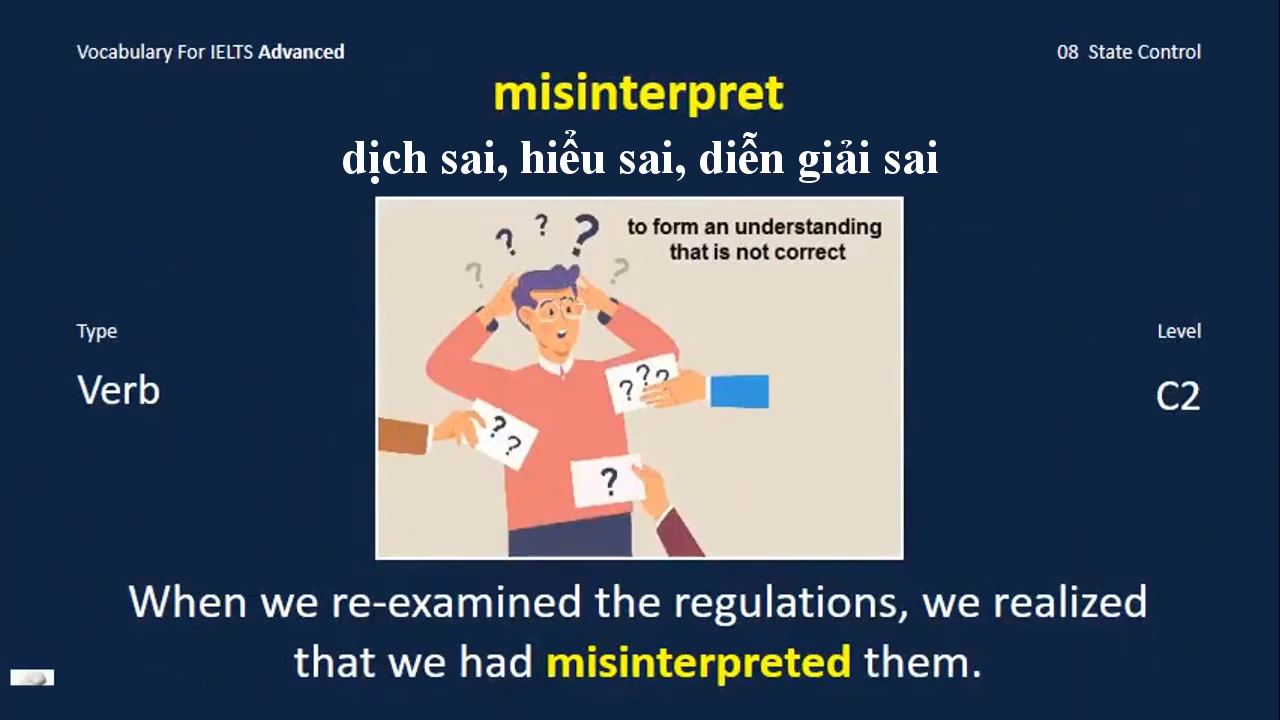 Vocabulary For IELTS Advanced
08 State Control
misinterpret
dịch sai, hiểu sai, diễn giải sai
? ? ? ? ?
to form an understanding
that is not correct
Type
Level
Verb
C2
? ? ?
? ?
?
When we re-examined the regulations, we realized
that we had misinterpreted them.